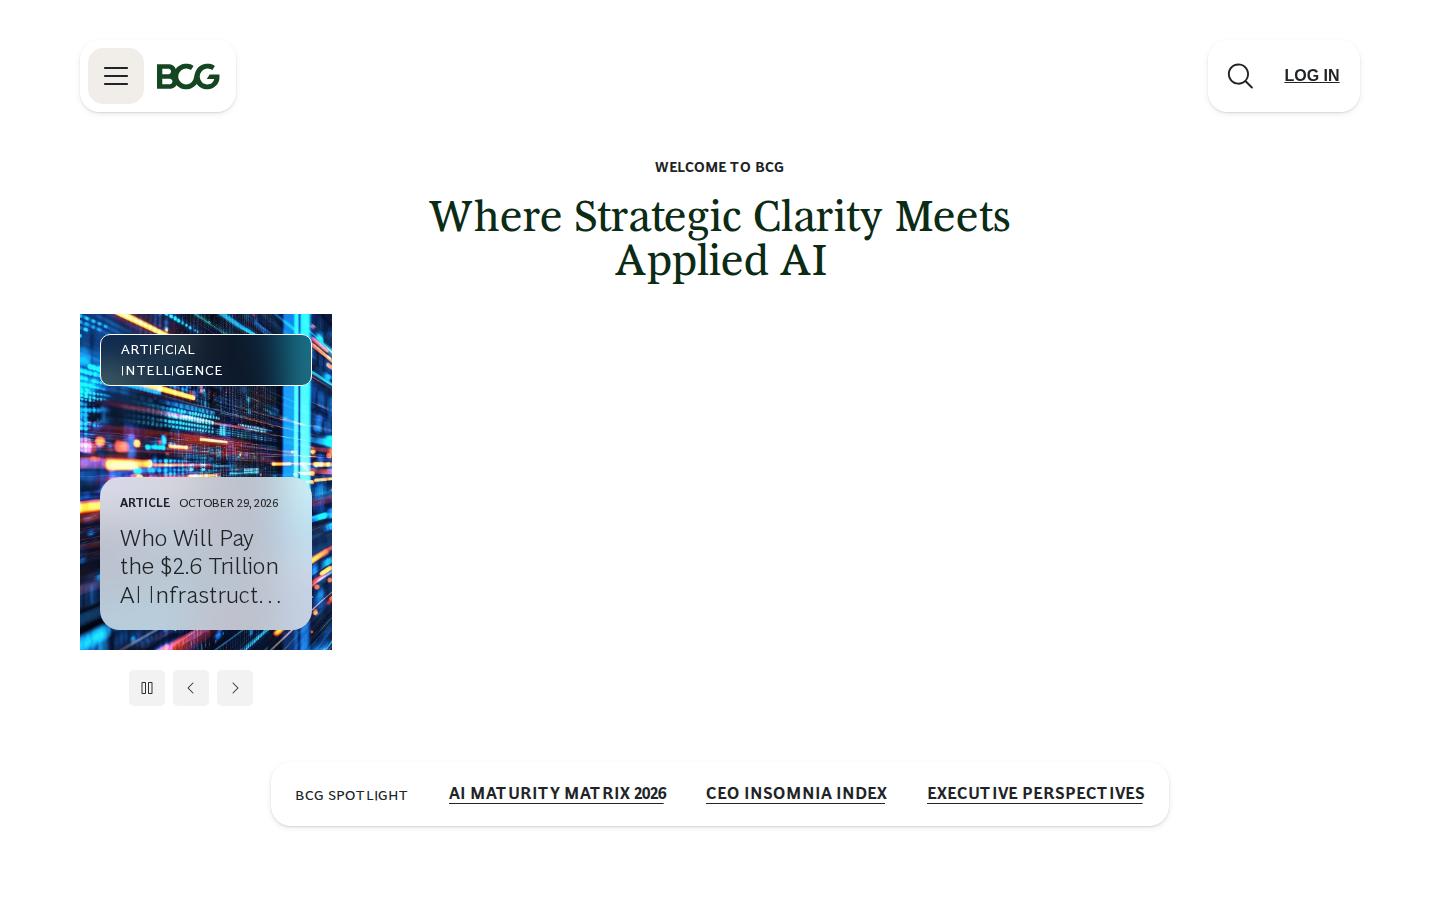 BCG
LOG IN
WELCOME TO BCG
Where Strategic Clarity Meets
Applied AI
ARTIFICIAL
INTELLIGENCE
ARTICLE OCTOBER 29, 2026
Who Will Pay
the $2.6 Trillion
AI Infrastruct...
BCG SPOTLIGHT AI MATURITY MATRIX 2026 CEO INSOMNIA INDEX EXECUTIVE PERSPECTIVES